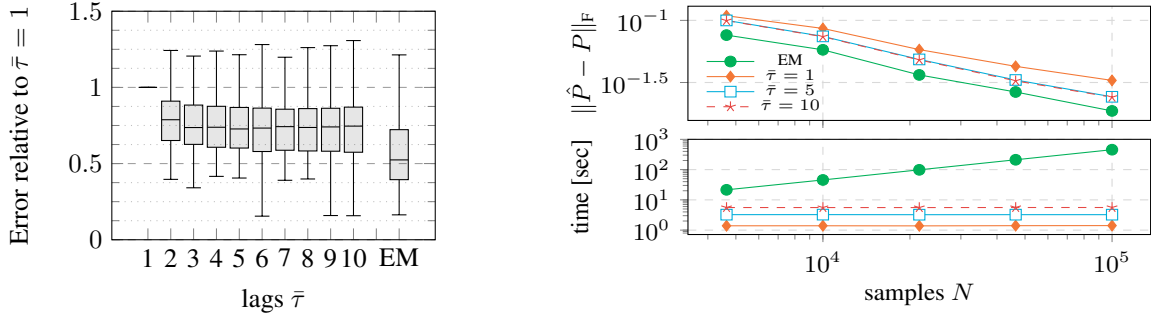 Error relative to τ̄ = 1
1.5
1
0.5
0
1 2 3 4 5 6 7 8 9 10 EM
lags τ̄
‖P̂ − P‖_F
10^−1
10^−1.5
EM
τ̄ = 1
τ̄ = 5
τ̄ = 10
time [sec]
10^3
10^2
10^1
10^0
10^4 10^5
samples N